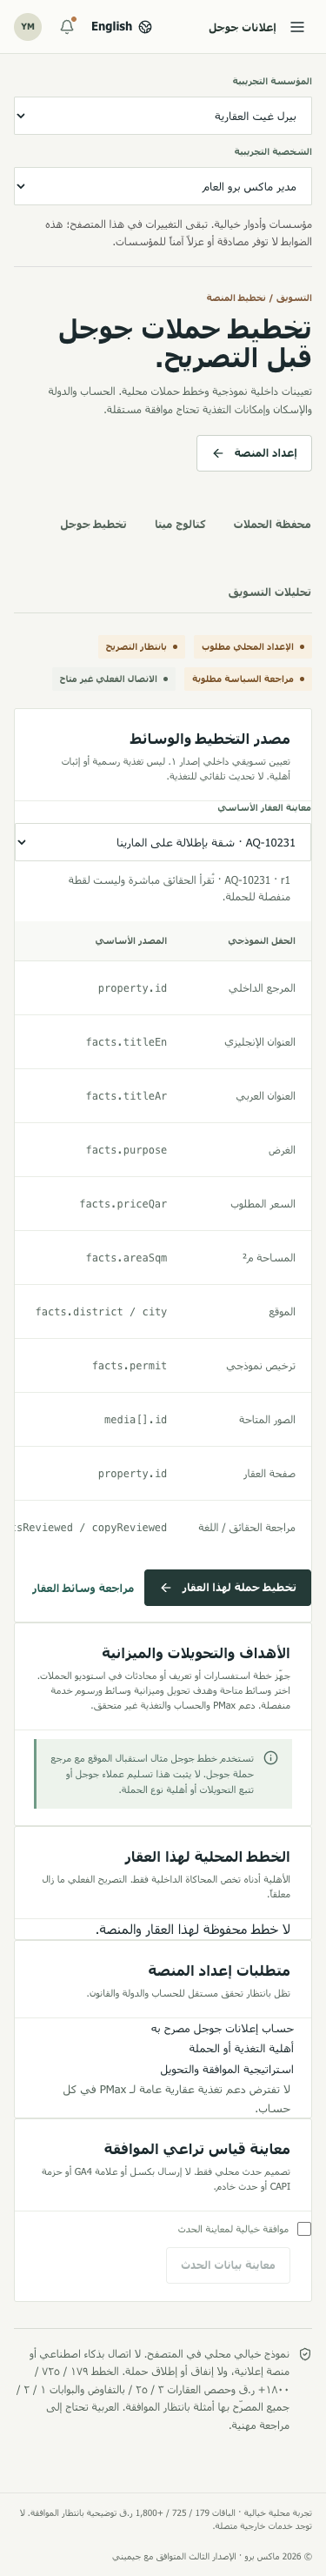 إعلانات جوجل
English
YM
المؤسسة التجريبية
بيرل غيت العقارية
الشخصية التجريبية
مدير ماكس برو العام
مؤسسات وأدوار خيالية. تبقى التغييرات في هذا المتصفح؛ هذه
الضوابط لا توفر مصادقة أو عزلاً آمناً للمؤسسات.
التسويق / تخطيط المنصة
تخطيط حملات جوجل
قبل التصريح.
تعيينات داخلية نموذجية وخطط حملات محلية. الحساب والدولة
والإسكان وإمكانات التغذية تحتاج موافقة مستقلة.
إعداد المنصة
محفظة الحملات
كتالوج ميتا
تخطيط جوجل
تحليلات التسويق
الإعداد المحلي مطلوب
بانتظار التصريح
مراجعة السياسة مطلوبة
الاتصال الفعلي غير متاح
مصدر التخطيط والوسائط
تعيين تسويقي داخلي إصدار ١. ليس تغذية رسمية أو إثبات
أهلية. لا تحديث تلقائي للتغذية.
معاينة العقار الأساسي
AQ-10231 · شقة بإطلالة على المارينا
AQ-10231 · r1 · تُقرأ الحقائق مباشرة وليست لقطة
منفصلة للحملة.
الحقل النموذجي
المصدر الأساسي
المرجع الداخلي
property.id
العنوان الإنجليزي
facts.titleEn
العنوان العربي
facts.titleAr
الغرض
facts.purpose
السعر المطلوب
facts.priceQar
المساحة م²
facts.areaSqm
الموقع
facts.district / city
ترخيص نموذجي
facts.permit
الصور المتاحة
media[].id
صفحة العقار
property.id
مراجعة الحقائق / اللغة
tsReviewed / copyReviewed
تخطيط حملة لهذا العقار
مراجعة وسائط العقار
الأهداف والتحويلات والميزانية
جهّز خطة استفسارات أو تعريف أو محادثات في استوديو الحملات.
اختر وسائط متاحة وهدف تحويل وميزانية وسائط ورسوم خدمة
منفصلة. دعم PMax والحساب والتغذية غير متحقق.
تستخدم خطط جوجل مثال استقبال الموقع مع مرجع
حملة جوجل. لا يثبت هذا تسليم عملاء جوجل أو
تتبع التحويلات أو أهلية نوع الحملة.
الخطط المحلية لهذا العقار
الأهلية أدناه تخص المحاكاة الداخلية فقط. التصريح الفعلي ما زال
معلقاً.
لا خطط محفوظة لهذا العقار والمنصة.
متطلبات إعداد المنصة
تظل بانتظار تحقق مستقل للحساب والدولة والقانون.
حساب إعلانات جوجل مصرح به
أهلية التغذية أو الحملة
استراتيجية الموافقة والتحويل
لا تفترض دعم تغذية عقارية عامة لـ PMax في كل
حساب.
معاينة قياس تراعي الموافقة
تصميم حدث محلي فقط. لا إرسال بكسل أو علامة GA4 أو حزمة
CAPI أو حدث خادم.
موافقة خيالية لمعاينة الحدث
معاينة بيانات الحدث
نموذج خيالي محلي في المتصفح. لا اتصال بذكاء اصطناعي أو
منصة إعلانية، ولا إنفاق أو إطلاق حملة. الخطط ١٧٩ / ٧٢٥ /
١٨٠٠+ ر.ق وحصص العقارات ٣ / ٢٥ / بالتفاوض والبوابات ١ / ٢ /
جميع المصرّح بها أمثلة بانتظار الموافقة. العربية تحتاج إلى
مراجعة مهنية.
تجربة محلية خيالية · الباقات 179 / 725 / +1,800 ر.ق توضيحية بانتظار الموافقة. لا
توجد خدمات خارجية متصلة.
© 2026 ماكس برو · الإصدار الثالث المتوافق مع جيميني